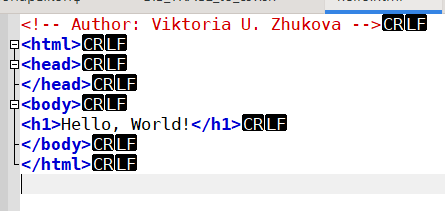 <!-- Author: Viktoria U. Zhukova -->CRLF
<html>CRLF
<head>CRLF
</head>CRLF
<body>CRLF
<h1>Hello, World!</h1>CRLF
</body>CRLF
</html>CRLF